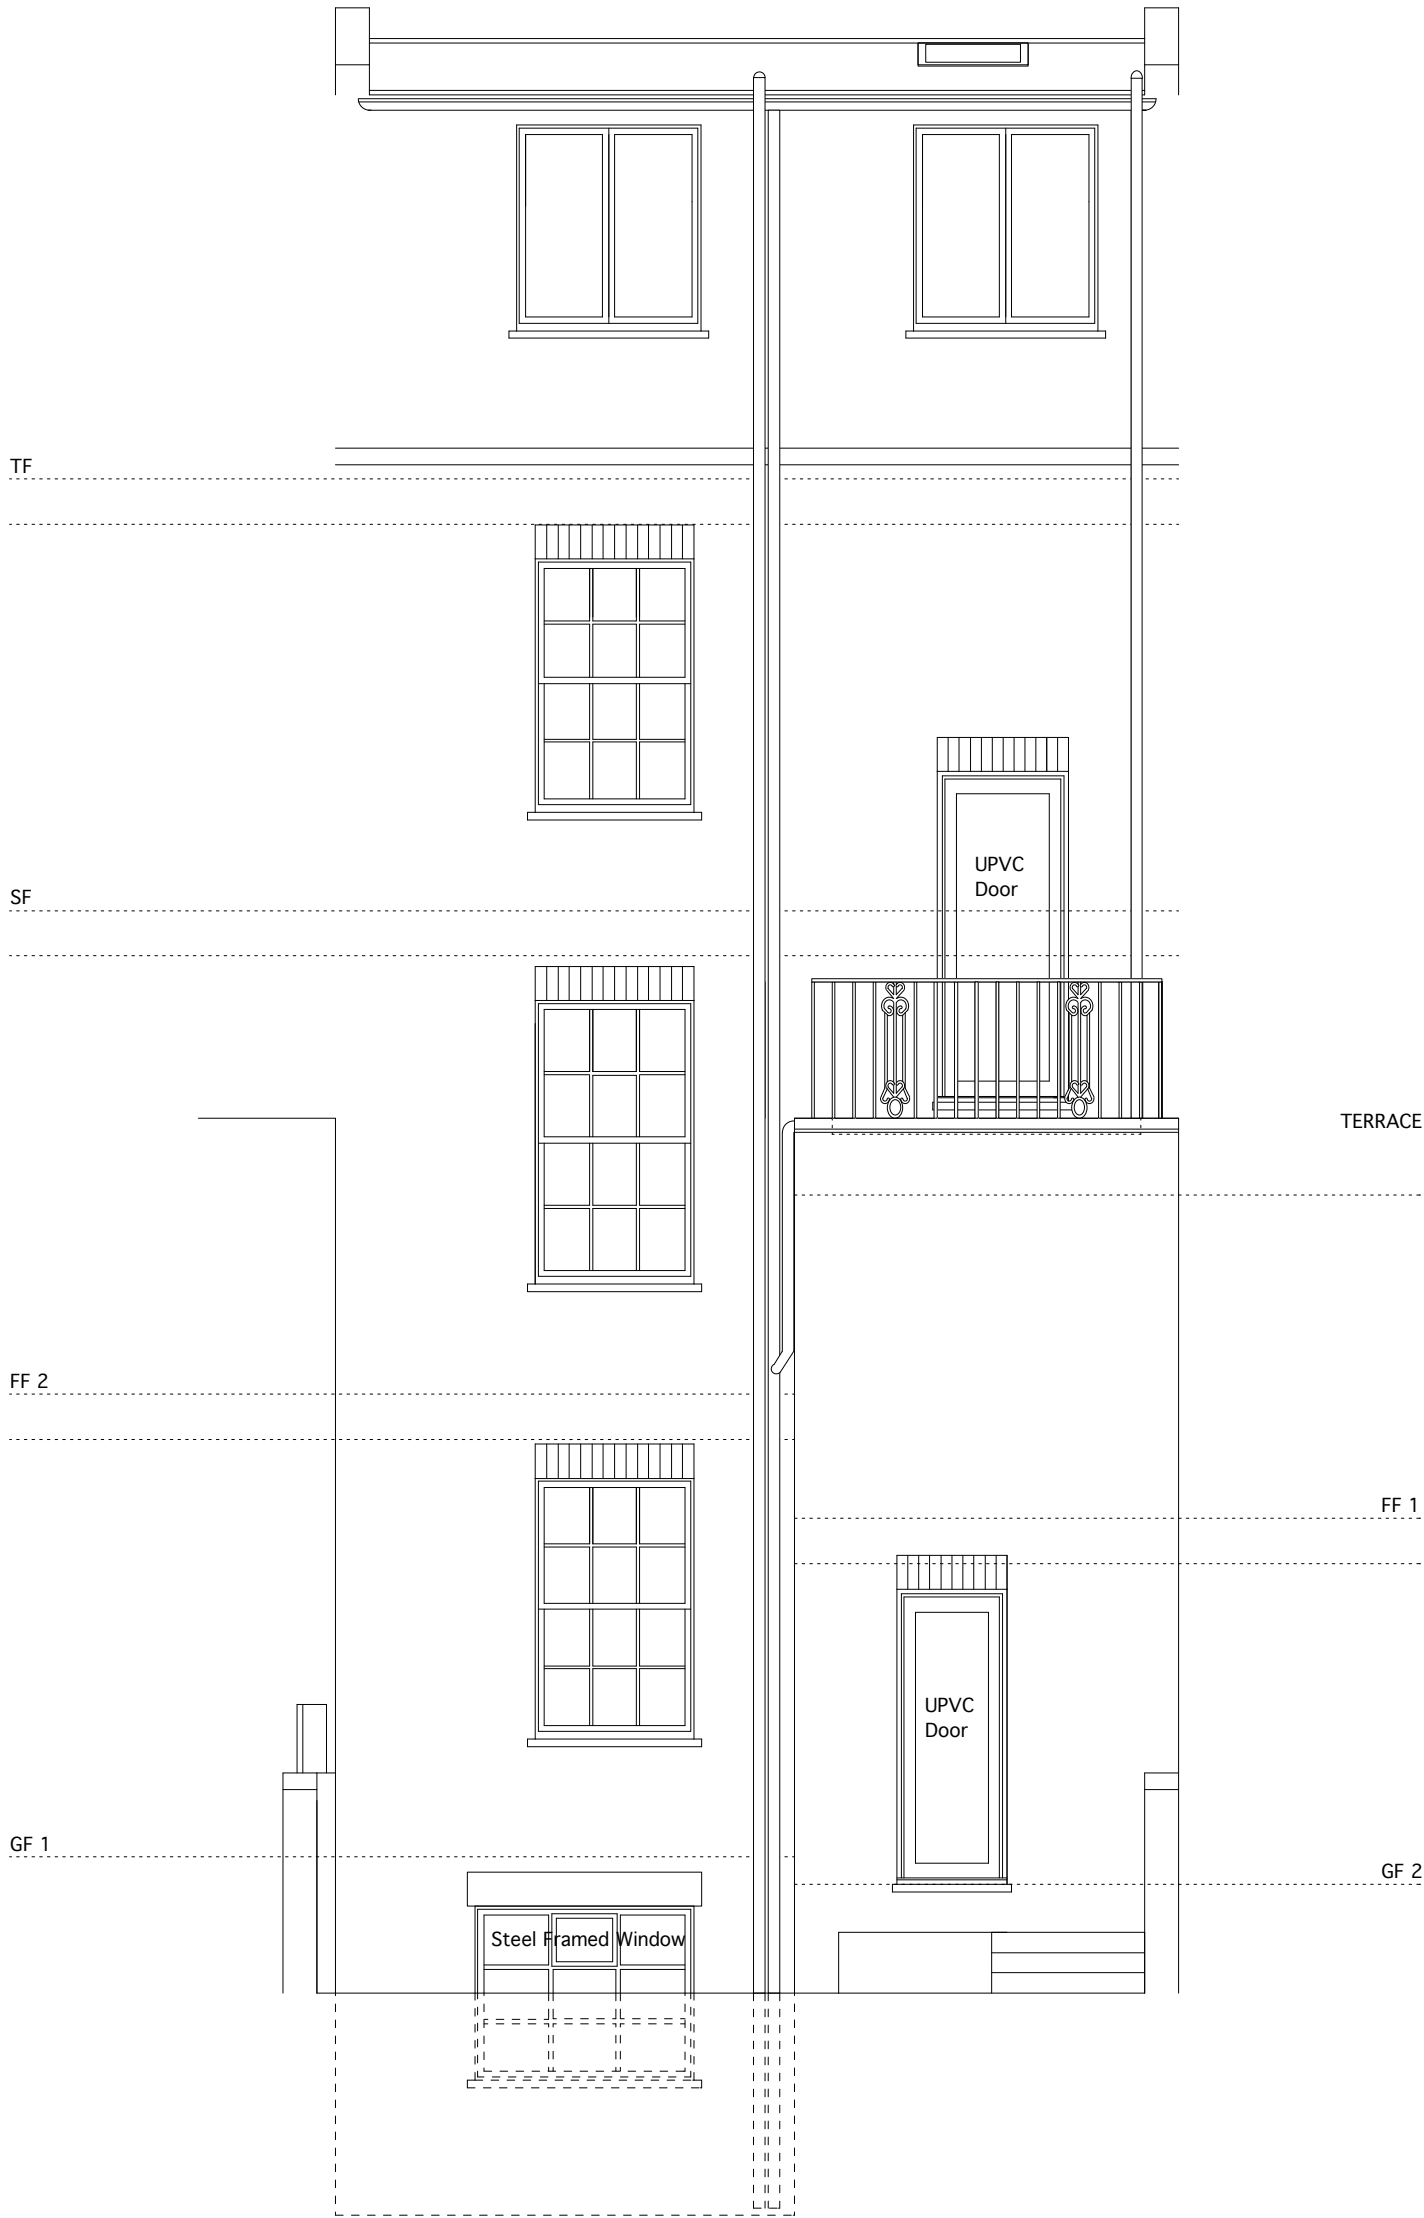 TF
UPVC
Door
SF
TERRACE
FF 2
FF 1
UPVC
Door
GF 1
GF 2
Steel Framed Window